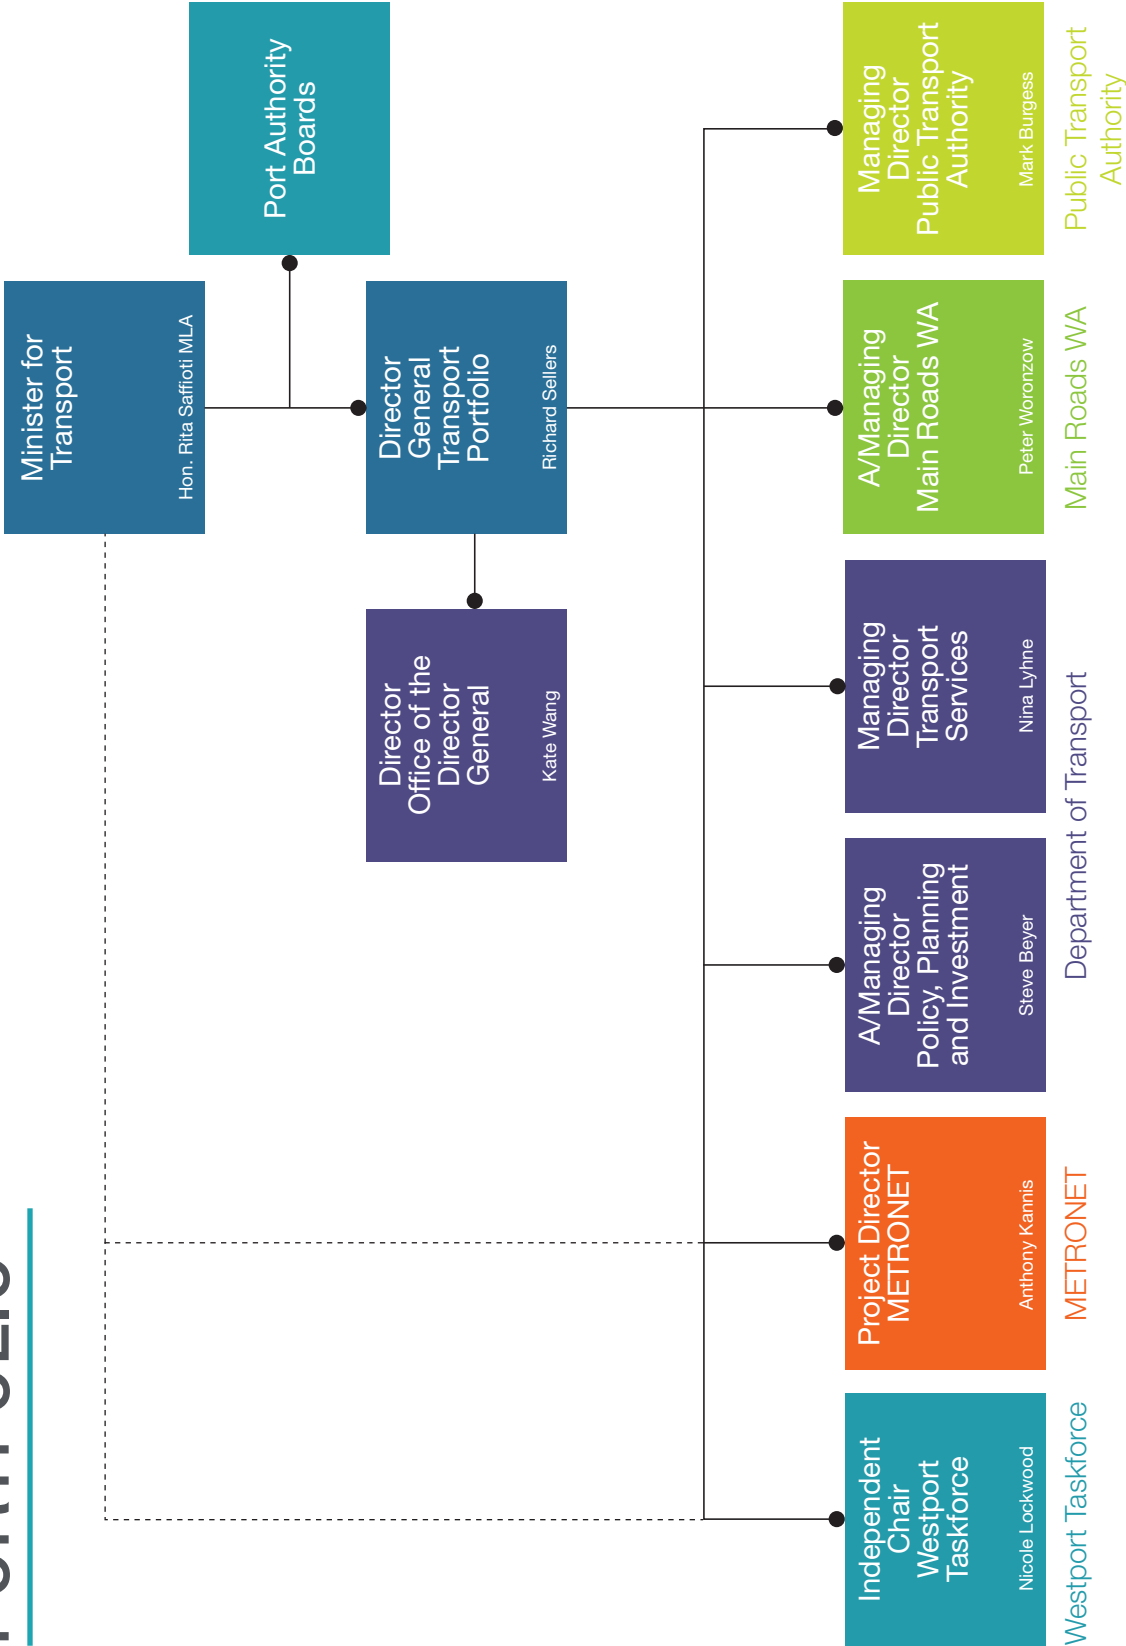 Minister for
Transport
Hon. Rita Saffioti MLA
Port Authority
Boards
Director
Office of the
Director
General
Kate Wang
Director
General
Transport
Portfolio
Richard Sellers
Independent
Chair
Westport
Taskforce
Nicole Lockwood
Project Director
METRONET
Anthony Kannis
A/Managing
Director
Policy, Planning
and Investment
Steve Beyer
Managing
Director
Transport
Services
Nina Lyhne
A/Managing
Director
Main Roads WA
Peter Woronzow
Managing
Director
Public Transport
Authority
Mark Burgess
Westport Taskforce
METRONET
Department of Transport
Main Roads WA
Public Transport
Authority